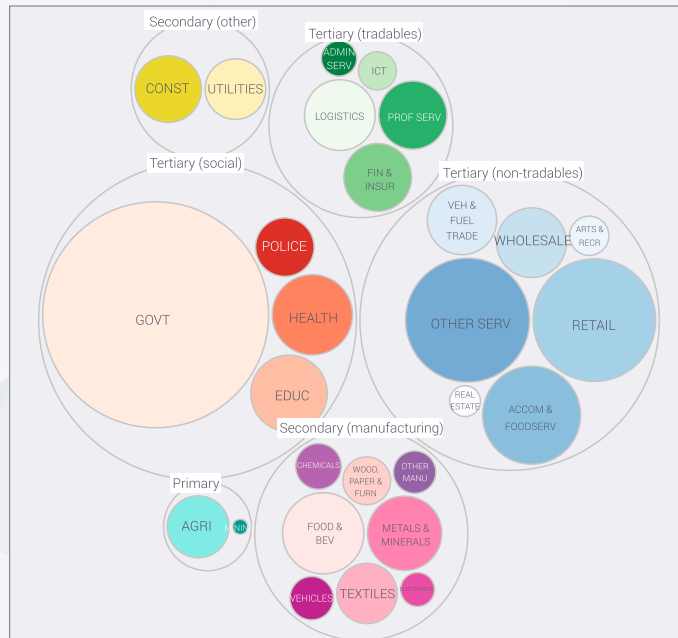 Secondary (other)
CONST
UTILITIES
Tertiary (tradables)
ADMIN
SERV
ICT
LOGISTICS
PROF SERV
FIN &
INSUR
Tertiary (social)
GOVT
POLICE
HEALTH
EDUC
Tertiary (non-tradables)
VEH &
FUEL
TRADE
WHOLESALE
ARTS &
RECR
OTHER SERV
RETAIL
REAL
ESTATE
ACCOM &
FOODSERV
Secondary (manufacturing)
CHEMICALS
WOOD,
PAPER &
FURN
OTHER
MANU
FOOD &
BEV
METALS &
MINERALS
VEHICLES
TEXTILES
ELECTRONICS
Primary
AGRI
MINING